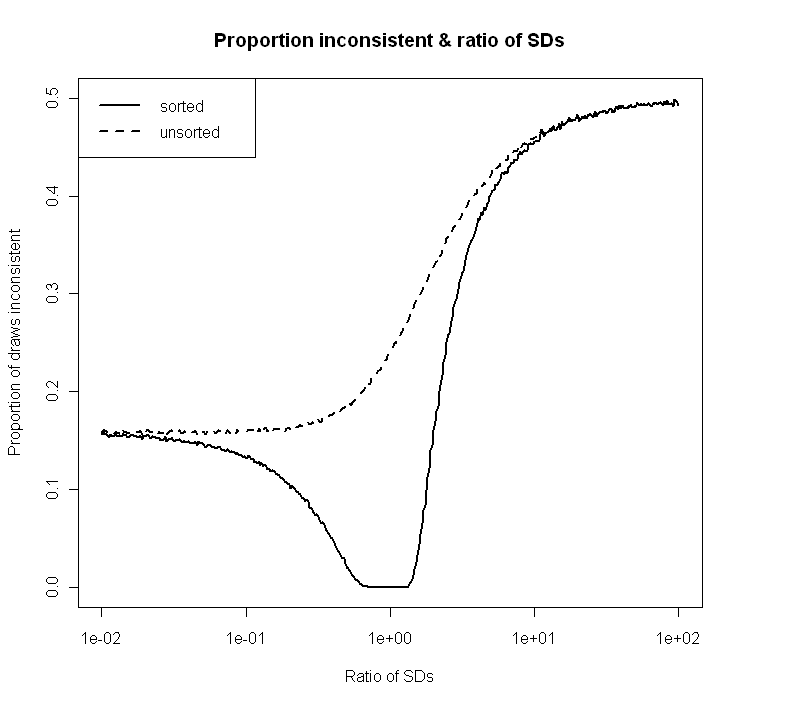 Proportion inconsistent & ratio of SDs
sorted
unsorted
0.5
0.4
0.3
0.2
0.1
0.0
Proportion of draws inconsistent
1e-02 1e-01 1e+00 1e+01 1e+02
Ratio of SDs